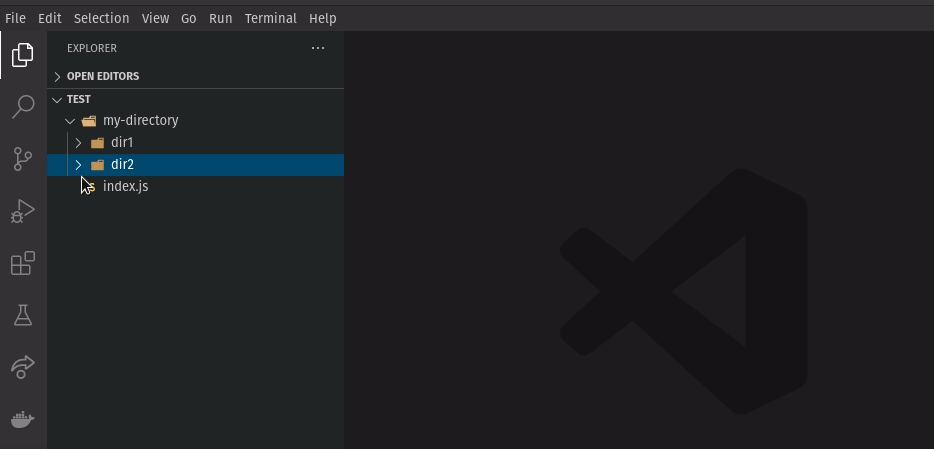 File Edit Selection View Go Run Terminal Help
EXPLORER
OPEN EDITORS
TEST
my-directory
dir1
dir2
index.js